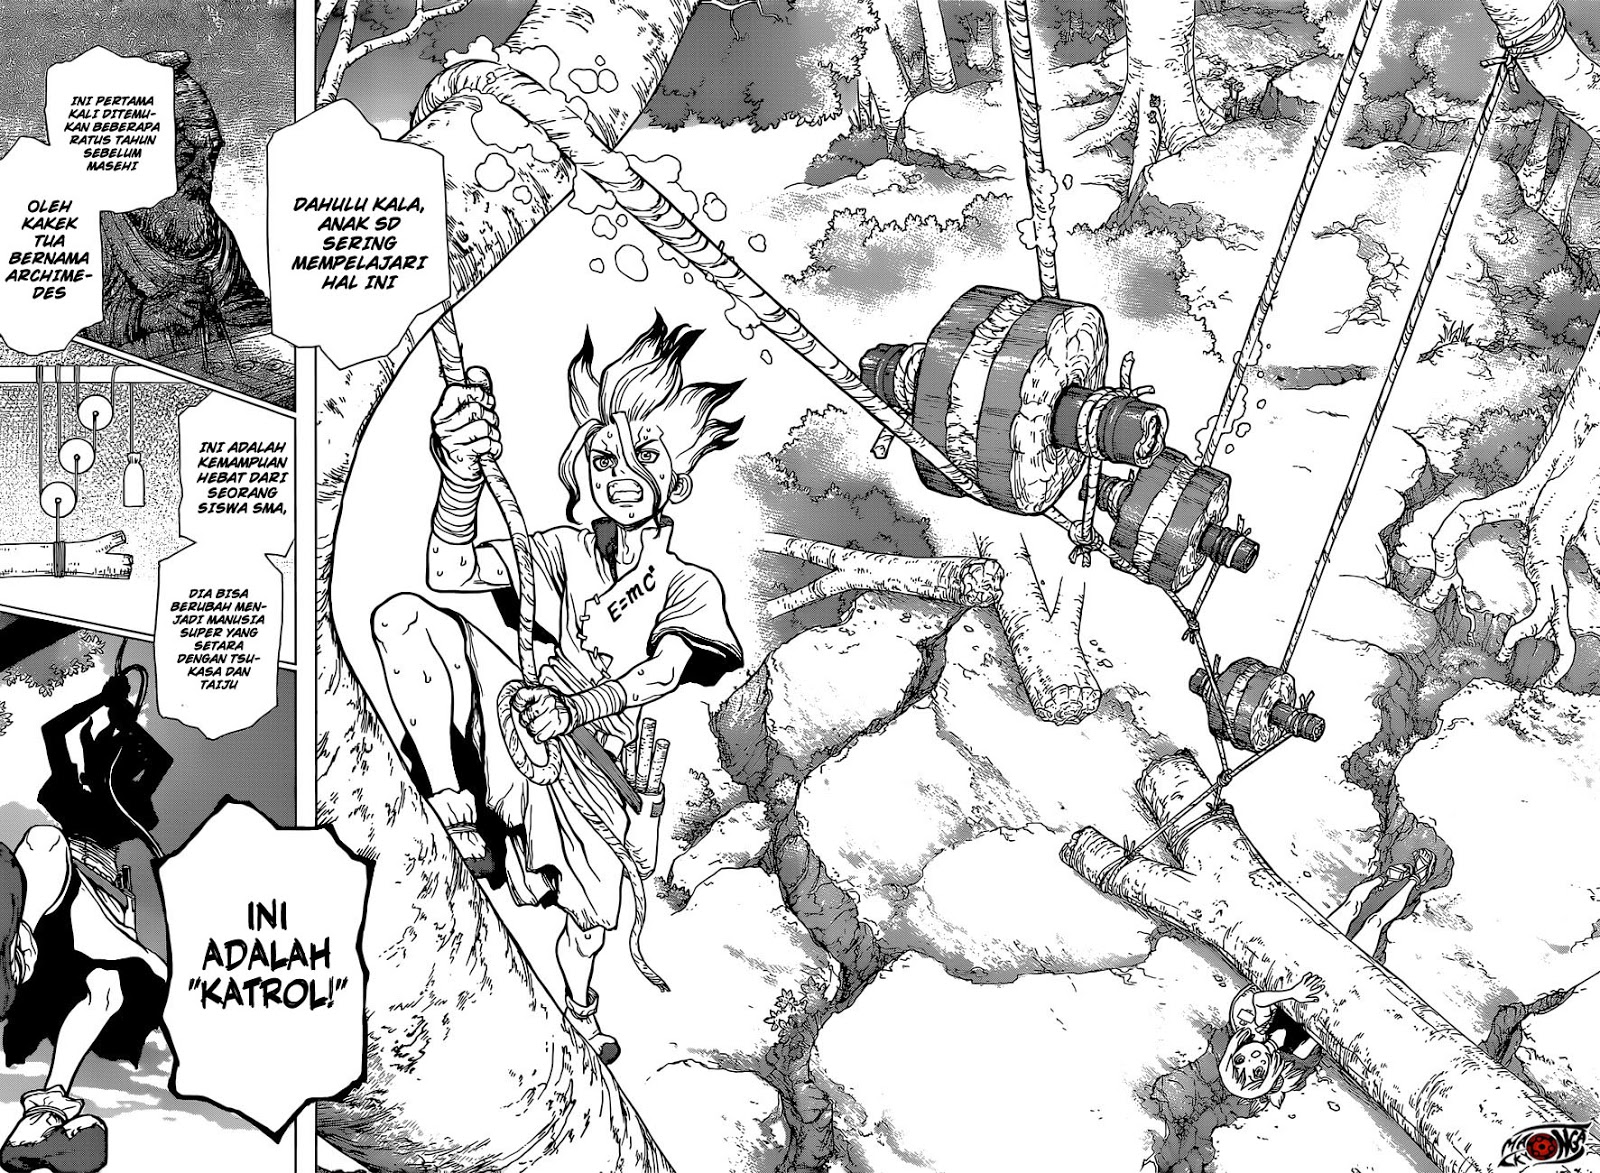 DAHULU KALA,
ANAK SD
SERING
MEMPELAJARI
HAL INI
INI PERTAMA
KALI DITEMU-
KAN BEBERAPA
RATUS TAHUN
SEBELUM
MASEHI
OLEH
KAKEK
TUA
BERNAMA
ARCHIME-
DES
INI ADALAH
KEMAMPUAN
HEBAT DARI
SEORANG
SISWA SMA,
DIA BISA
BERUBAH MEN-
JADI MANUSIA
SUPER YANG
SETARA
DENGAN TSU-
KASA DAN
TAIJU
INI
ADALAH
"KATROL!"
E=mc²